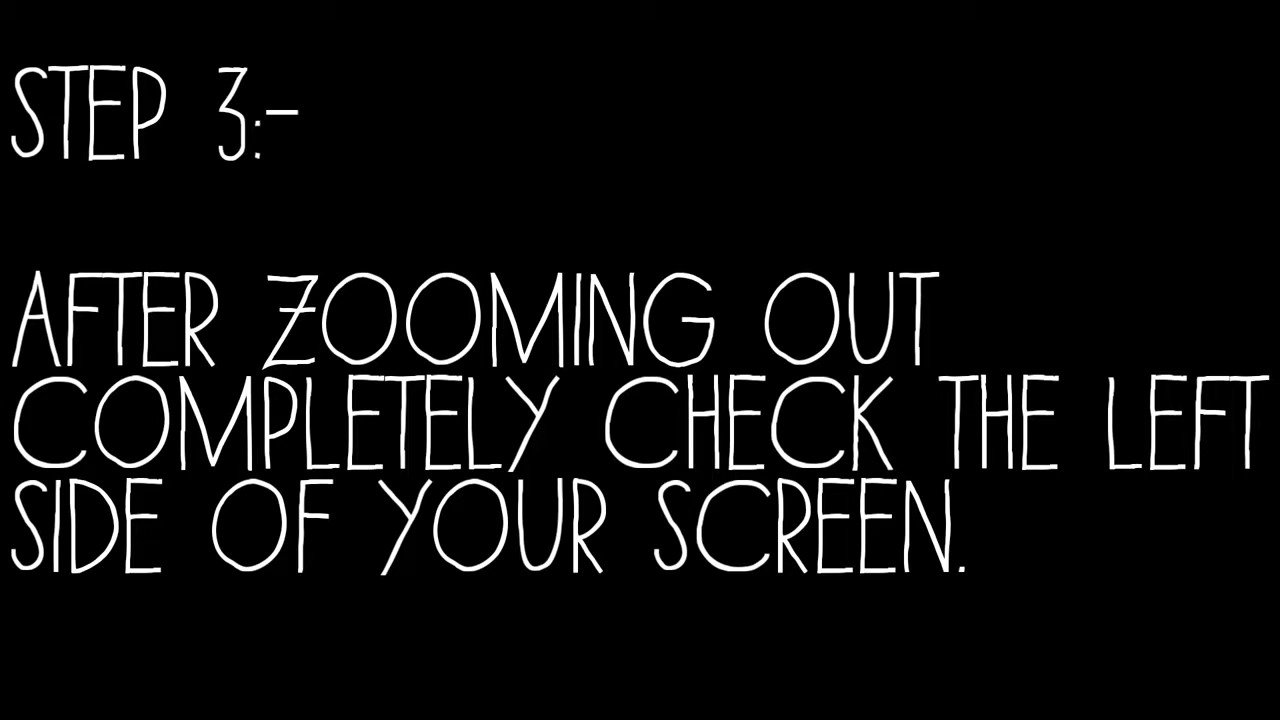 STEP 3:-
AFTER ZOOMING OUT
COMPLETELY CHECK THE LEFT
SIDE OF YOUR SCREEN.